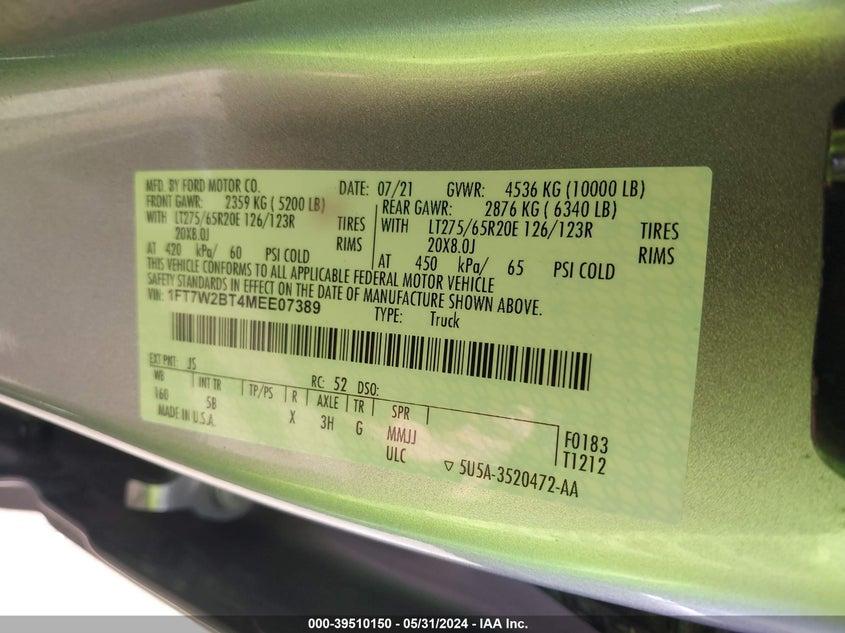 MFD. BY FORD MOTOR CO. DATE: 07/21 GVWR: 4536 KG (10000 LB)
FRONT GAWR: 2359 KG ( 5200 LB) REAR GAWR: 2876 KG ( 6340 LB)
WITH LT275/65R20E 126/123R TIRES WITH LT275/65R20E 126/123R TIRES
20X8.0J RIMS 20X8.0J RIMS
AT 420 kPa/ 60 PSI COLD AT 450 kPa/ 65 PSI COLD
THIS VEHICLE CONFORMS TO ALL APPLICABLE FEDERAL MOTOR VEHICLE
SAFETY STANDARDS IN EFFECT ON THE DATE OF MANUFACTURE SHOWN ABOVE.
VIN: 1FT7W2BT4MEE07389 TYPE: Truck
EXT PNT: JS RC: 52 DSO:
WB INT TR TP/PS R AXLE TR SPR
160 5B X 3H G MMJJ F0183
MADE IN U.S.A. ULC T1212
▽ 5U5A-3520472-AA
000-39510150 - 05/31/2024 - IAA Inc.